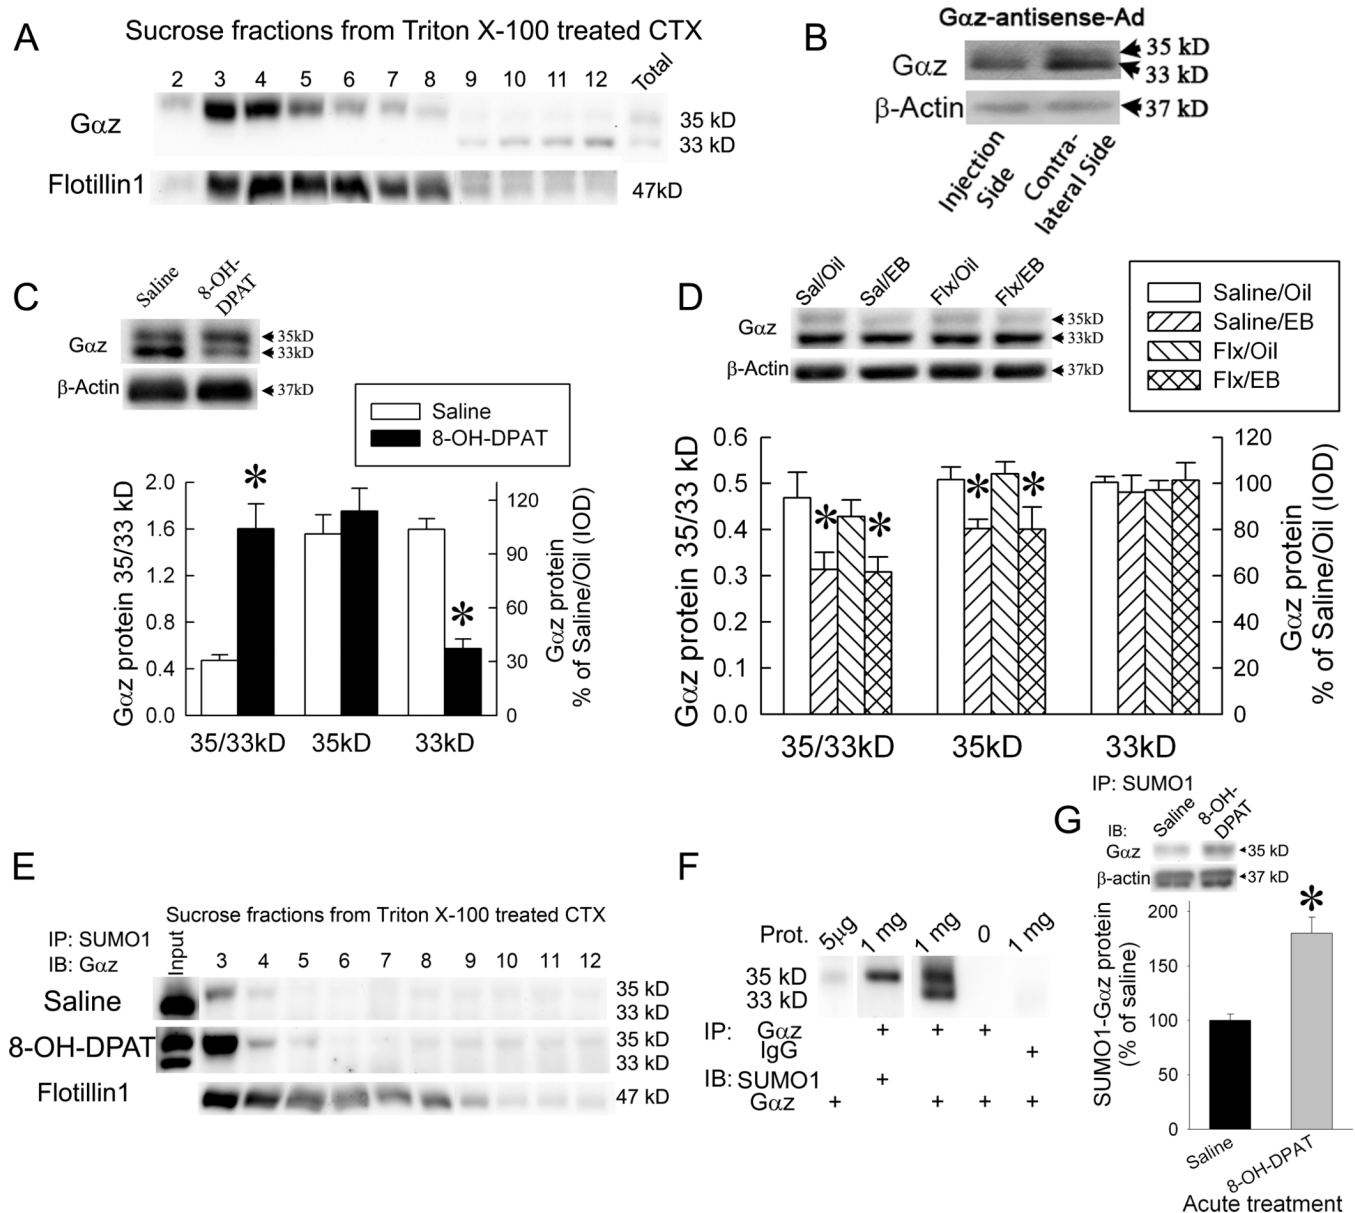 A
Sucrose fractions from Triton X-100 treated CTX
2 3 4 5 6 7 8 9 10 11 12 Total
Gαz
35 kD
33 kD
Flotillin1
47kD
B
Gαz-antisense-Ad
Gαz
35 kD
33 kD
β-Actin
37 kD
Injection
Side
Contra-
lateral Side
C
Saline
8-OH-
DPAT
Gαz
35kD
33kD
β-Actin
37kD
Saline
8-OH-DPAT
Gαz protein 35/33 kD
2.0
1.6
1.2
0.8
0.4
0.0
*
*
120
90
60
30
0
Gαz protein
% of Saline/Oil (IOD)
35/33kD 35kD 33kD
D
Sal/Oil Sal/EB Flx/Oil Flx/EB
Gαz
35kD
33kD
β-Actin
37kD
Saline/Oil
Saline/EB
Flx/Oil
Flx/EB
Gαz protein 35/33 kD
0.6
0.5
0.4
0.3
0.2
0.1
0.0
* * * *
120
100
80
60
40
20
0
Gαz protein
% of Saline/Oil (IOD)
35/33kD 35kD 33kD
E
Sucrose fractions from Triton X-100 treated CTX
IP: SUMO1
IB: Gαz
Input 3 4 5 6 7 8 9 10 11 12
Saline
35 kD
33 kD
8-OH-DPAT
35 kD
33 kD
Flotillin1
47 kD
F
Prot. 5μg 1 mg 1 mg 0 1 mg
35 kD
33 kD
IP: Gαz + + +
IgG +
IB: SUMO1 +
Gαz + + + +
G
IP: SUMO1
Saline
8-OH-
DPAT
IB:
Gαz
35 kD
β-actin
37 kD
SUMO1-Gαz protein
(% of saline)
200
150
100
50
0
*
Saline
8-OH-DPAT
Acute treatment